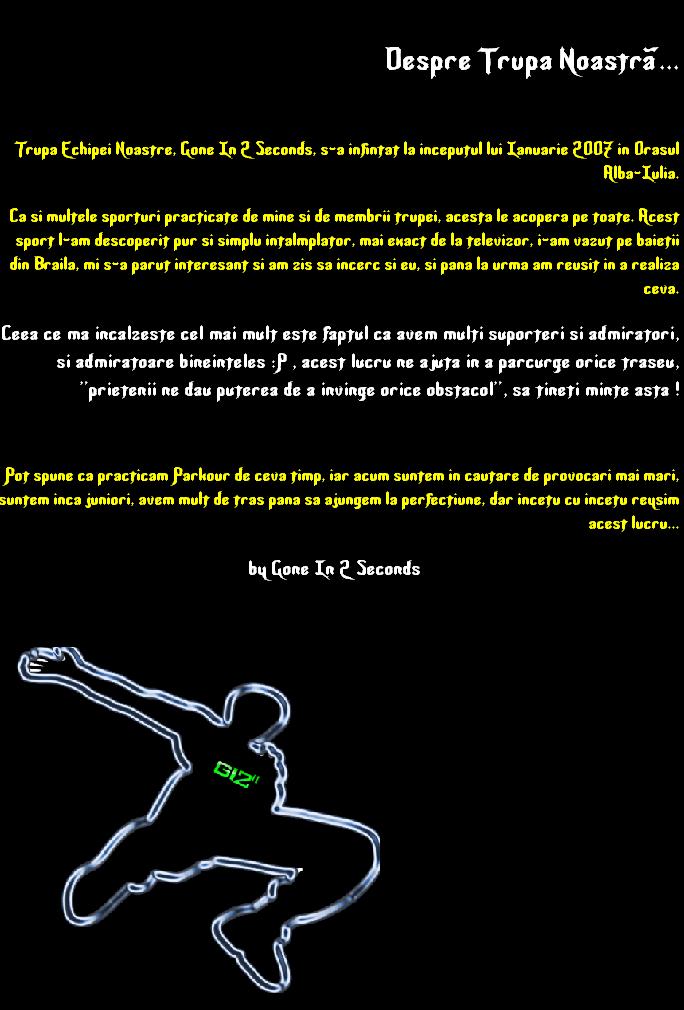 Despre Trupa Noastră...
Trupa Echipei Noastre, Gone In 2 Seconds, s-a infintat la inceputul lui Ianuarie 2007 in Orasul
Alba-Iulia.
Ca si multele sporturi practicate de mine si de membrii trupei, acesta le acopera pe toate. Acest
sport l-am descoperit pur si simplu intalmplator, mai exact de la televizor, i-am vazut pe baietii
din Braila, mi s-a parut interesant si am zis sa incerc si eu, si pana la urma am reusit in a realiza
ceva.
Ceea ce ma incalzeste cel mai mult este faptul ca avem multi suporteri si admiratori,
si admiratoare bineinteles :P , acest lucru ne ajuta in a parcurge orice traseu,
"prietenii ne dau puterea de a invinge orice obstacol", sa tineti minte asta !
Pot spune ca practicam Parkour de ceva timp, iar acum suntem in cautare de provocari mai mari,
suntem inca juniori, avem mult de tras pana sa ajungem la perfectiune, dar incetu cu incetu reusim
acest lucru...
by Gone In 2 Seconds
GI2"